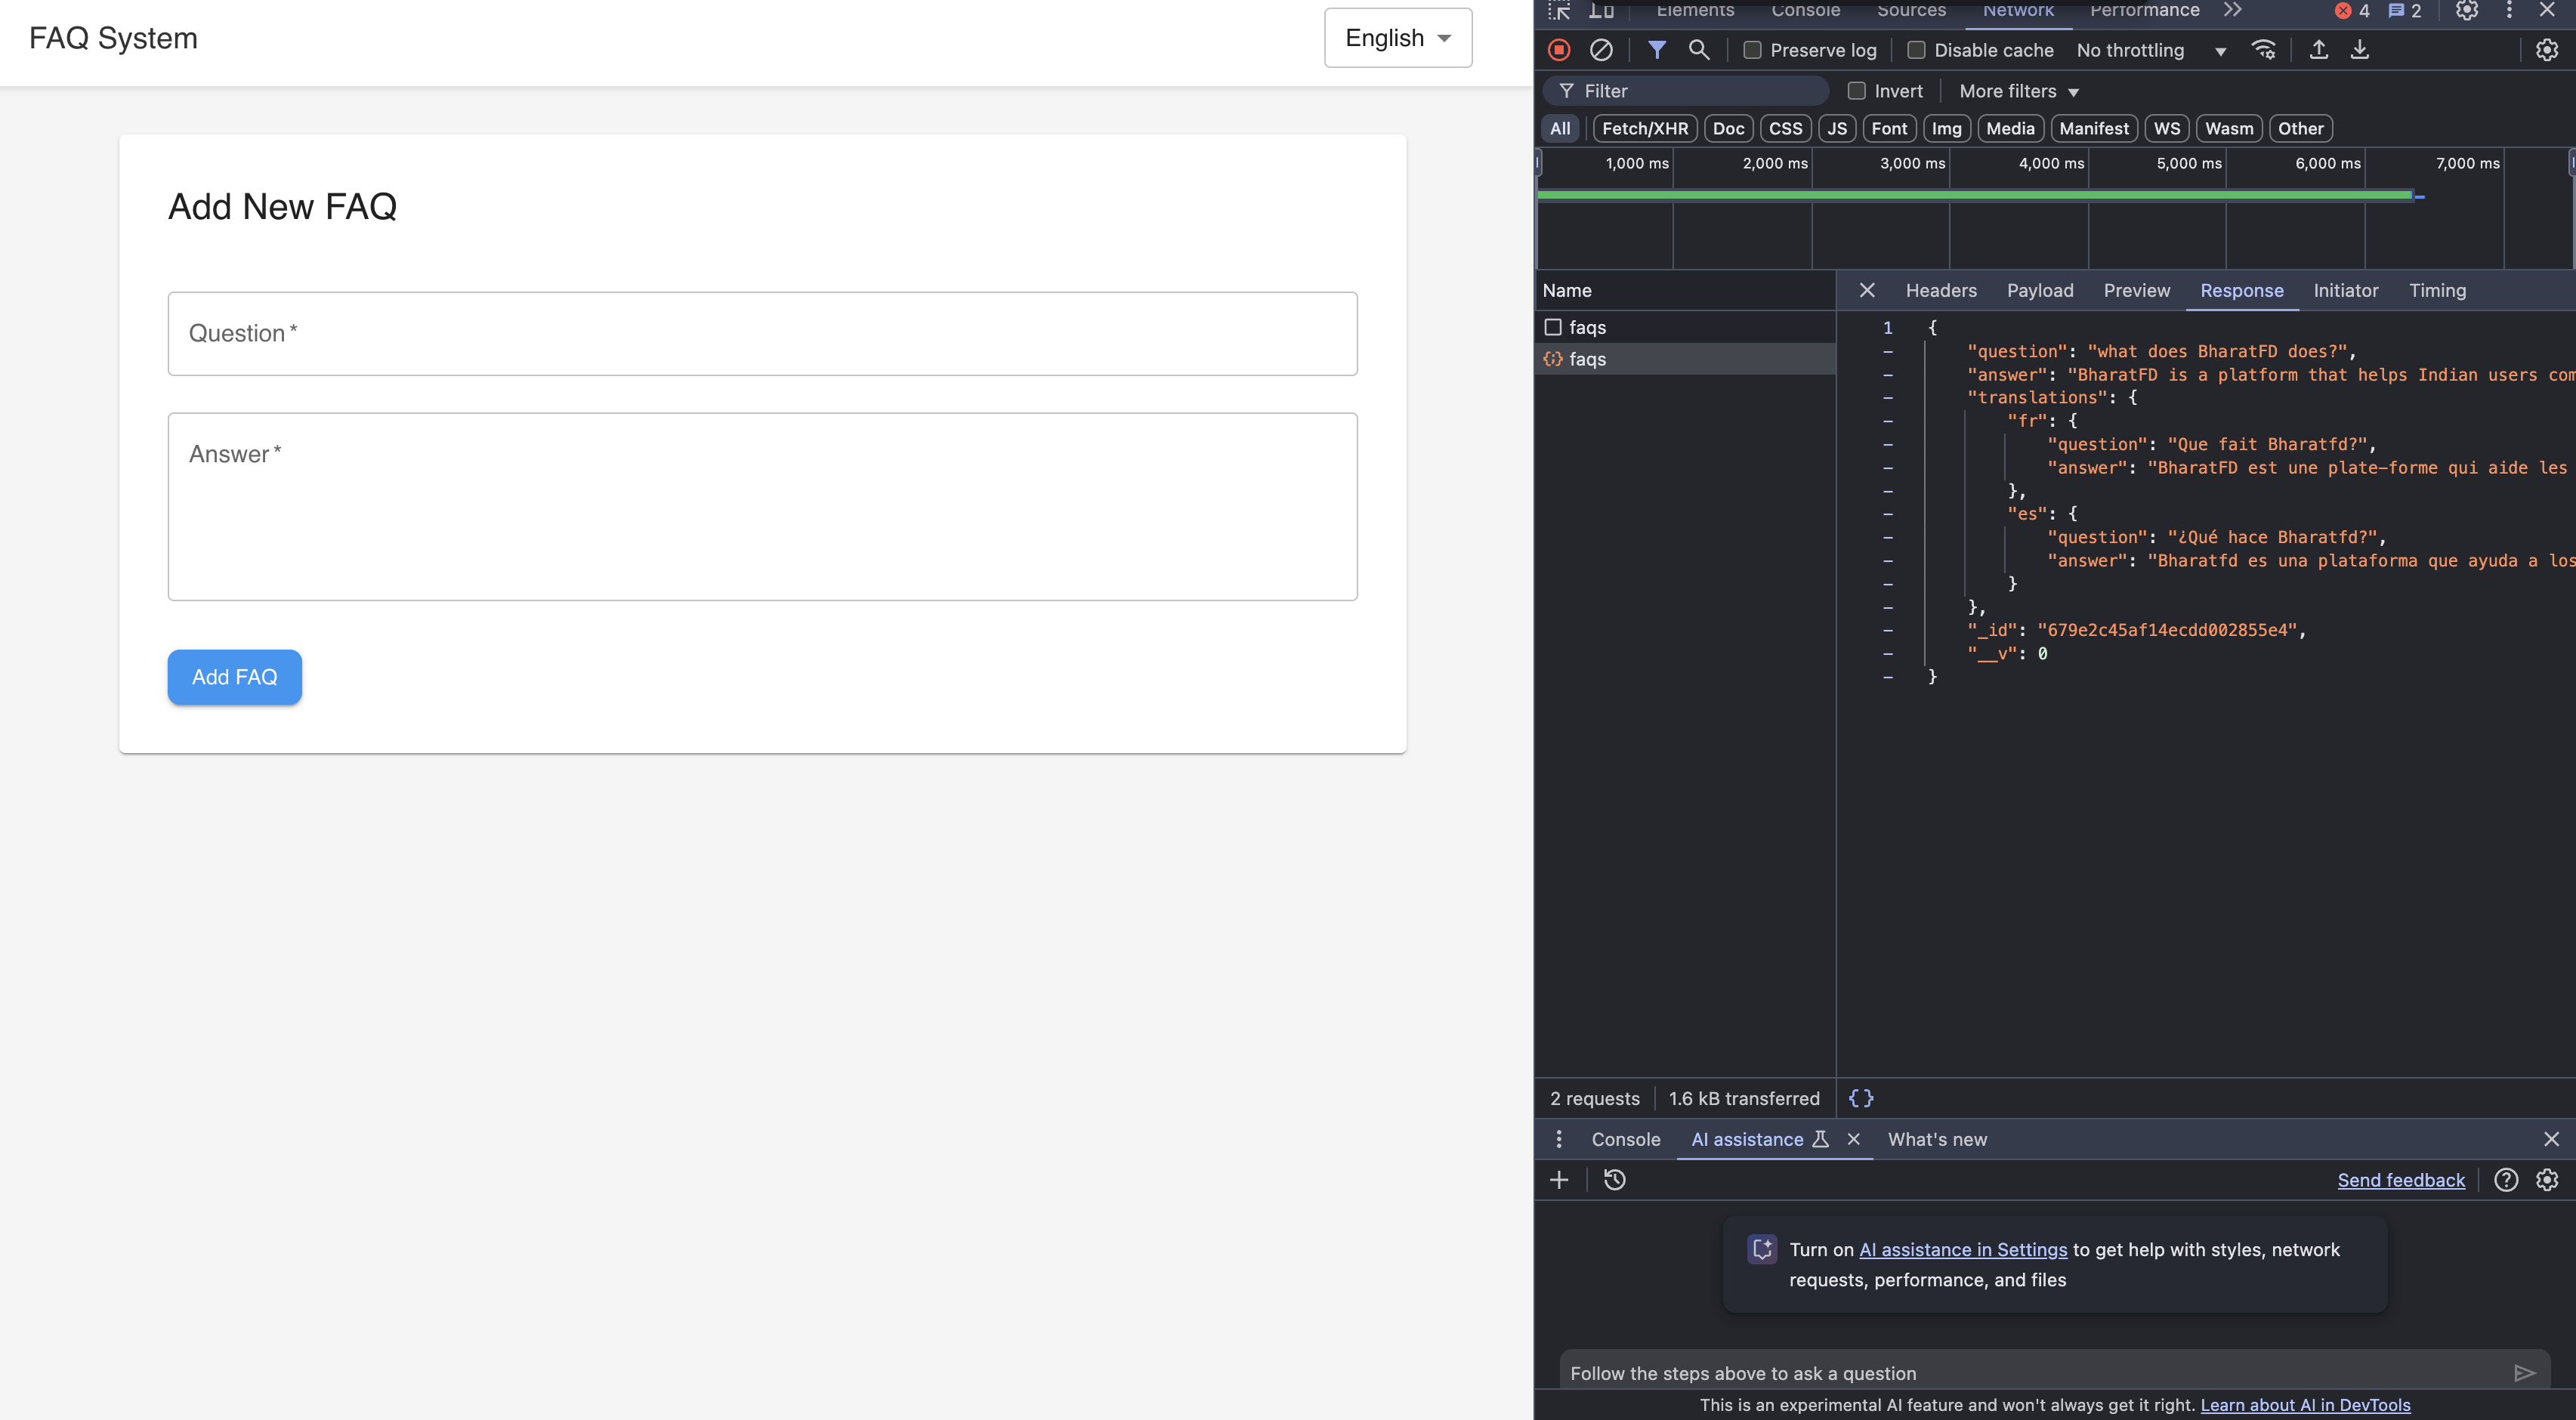 FAQ System
English
Add New FAQ
Question*
Answer*
Add FAQ
Elements Console Sources Network Performance 4 2
Preserve log Disable cache No throttling
Filter Invert More filters
All Fetch/XHR Doc CSS JS Font Img Media Manifest WS Wasm Other
1,000 ms 2,000 ms 3,000 ms 4,000 ms 5,000 ms 6,000 ms 7,000 ms
Name
faqs
faqs
Headers Payload Preview Response Initiator Timing
1 {
- "question": "what does BharatFD does?",
- "answer": "BharatFD is a platform that helps Indian users com
- "translations": {
- "fr": {
- "question": "Que fait Bharatfd?",
- "answer": "BharatFD est une plate-forme qui aide les
- },
- "es": {
- "question": "¿Qué hace Bharatfd?",
- "answer": "Bharatfd es una plataforma que ayuda a los
- }
- },
- "_id": "679e2c45af14ecdd002855e4",
- "__v": 0
- }
2 requests 1.6 kB transferred {}
Console AI assistance What's new
Send feedback
Turn on AI assistance in Settings to get help with styles, network
requests, performance, and files
Follow the steps above to ask a question
This is an experimental AI feature and won't always get it right. Learn about AI in DevTools